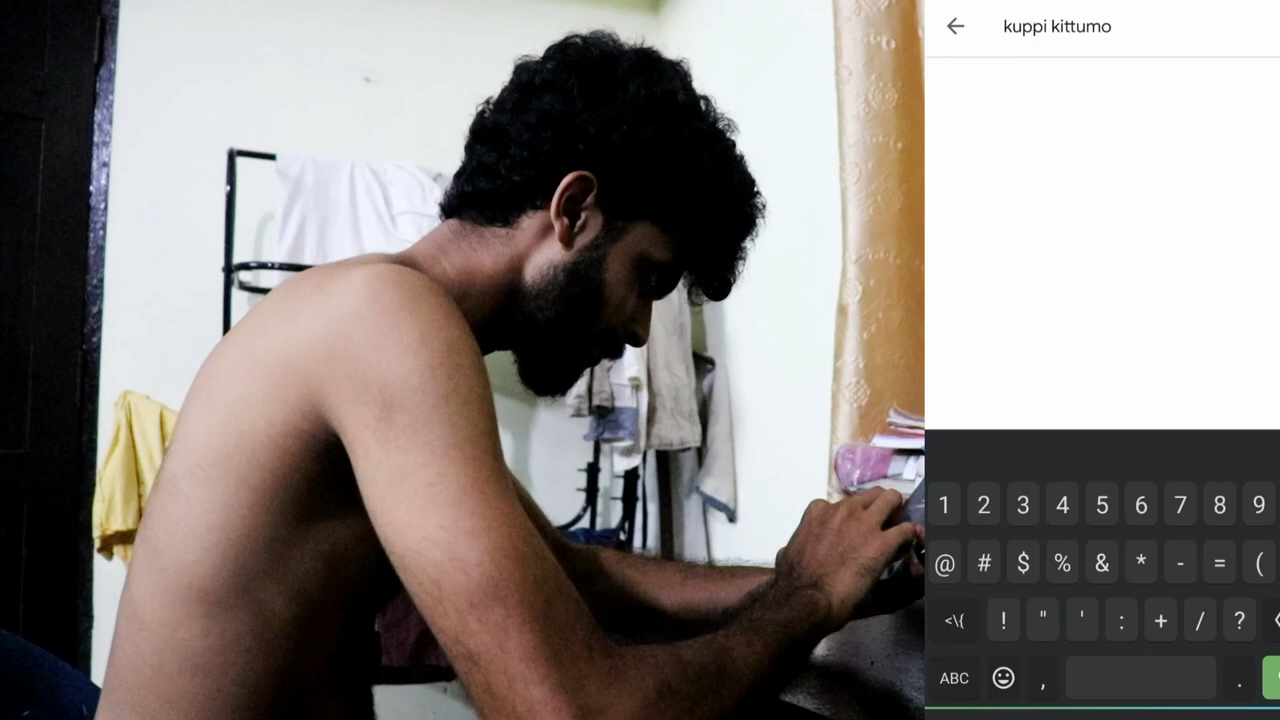 kuppi kittumo
1 2 3 4 5 6 7 8 9
@ # $ % & * - = (
<\{ ! " ' : + / ?
ABC , .